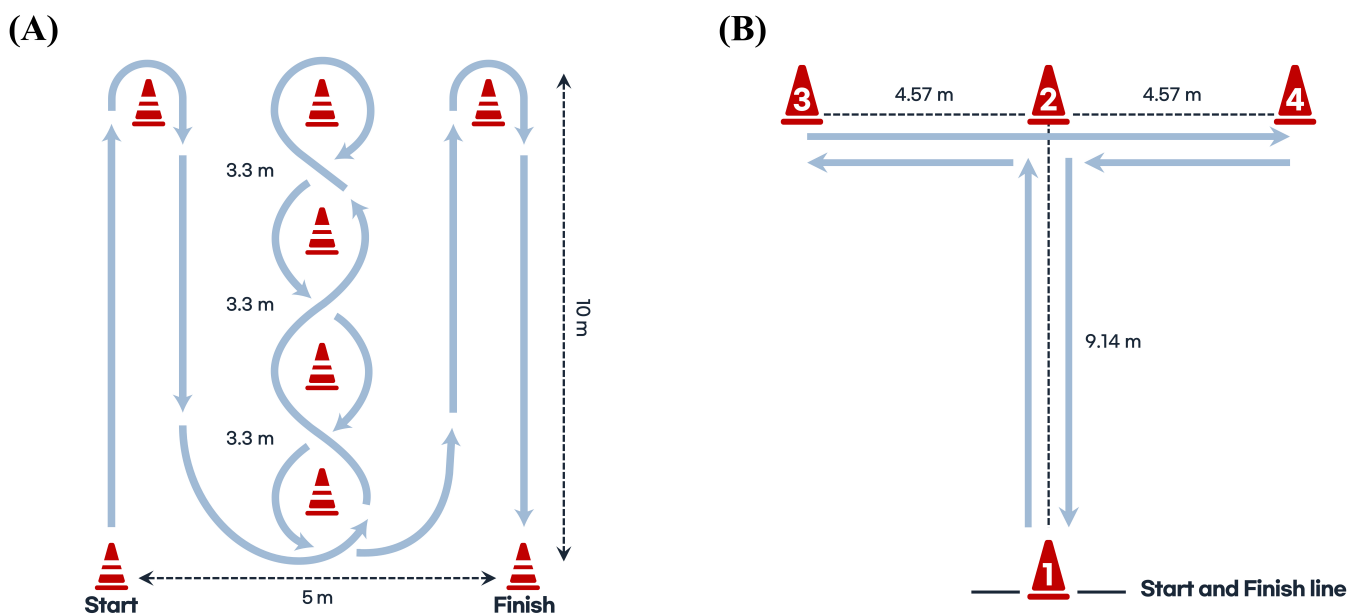 (A)
3.3 m
3.3 m
3.3 m
10 m
5 m
Start
Finish
(B)
3
4.57 m
2
4.57 m
4
9.14 m
1
Start and Finish line